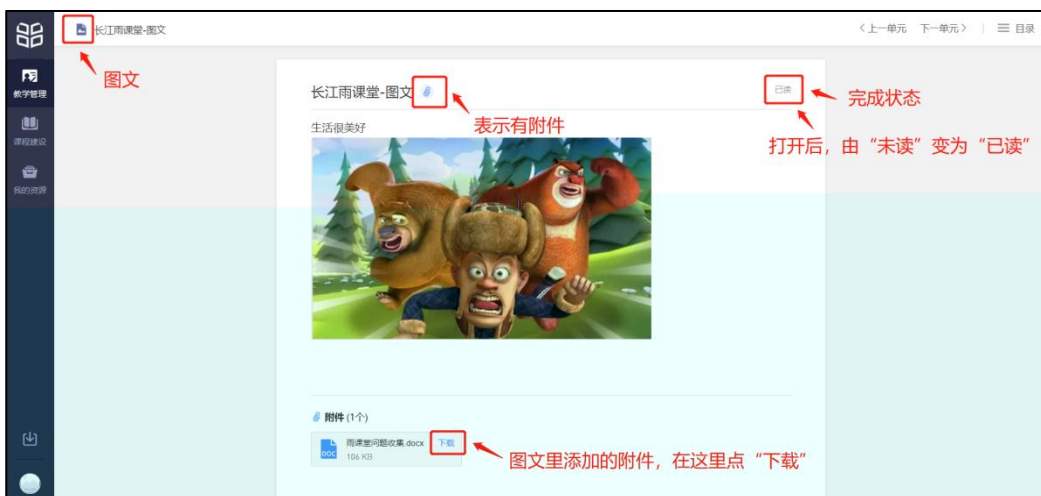 长江雨课堂-图文
<上一单元 下一单元>
目录
图文
教学管理
课程建设
我的资源
长江雨课堂-图文
已读
表示有附件
完成状态
打开后，由“未读”变为“已读”
生活很美好
附件(1个)
雨课堂问题收集.docx
下载
DOC
186 KB
图文里添加的附件，在这里点“下载”